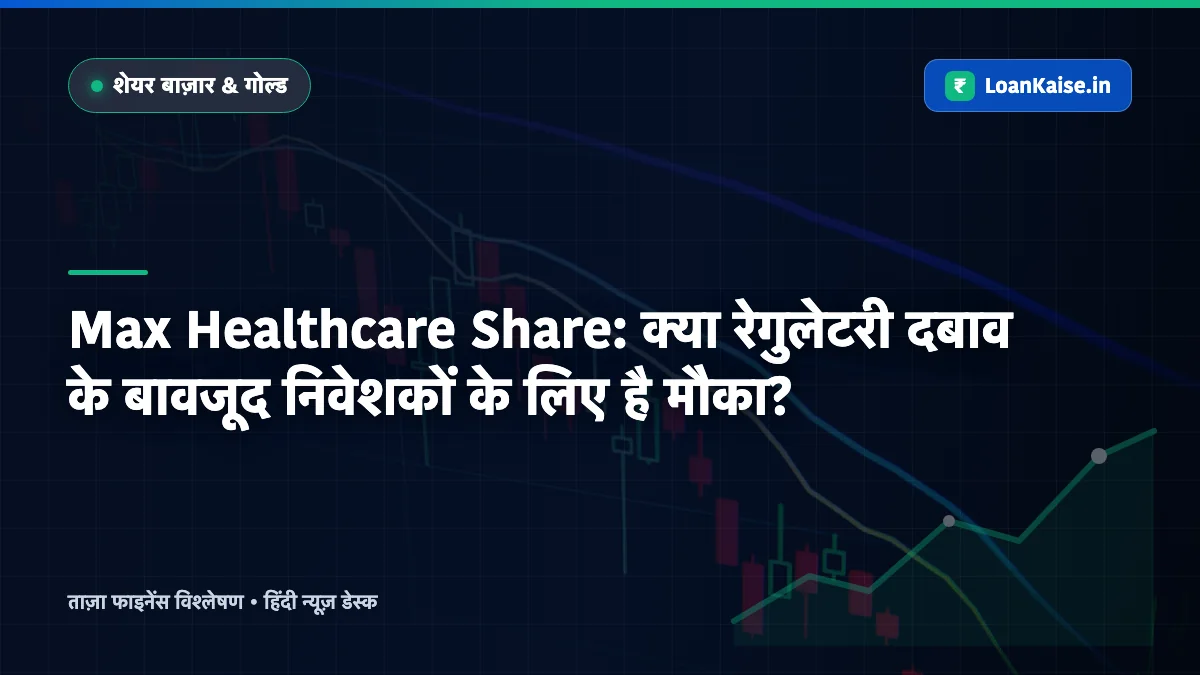 शेयर बाज़ार & गोल्ड
₹ LoanKaise.in
Max Healthcare Share: क्या रेगुलेटरी दबाव
के बावजूद निवेशकों के लिए है मौका?
ताज़ा फाइनेंस विश्लेषण • हिंदी न्यूज़ डेस्क